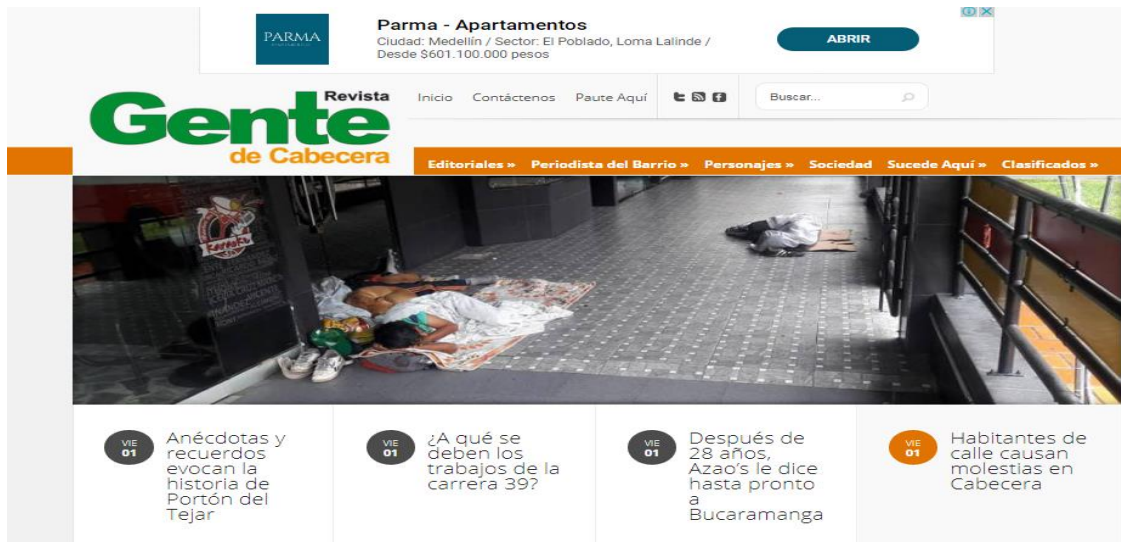 PARMA
Parma - Apartamentos
Ciudad: Medellín / Sector: El Poblado, Loma Lalinde /
Desde $601.100.000 pesos
ABRIR
Revista
Gente
de Cabecera
Inicio Contáctenos Paute Aquí
Buscar...
Editoriales » Periodista del Barrio » Personajes » Sociedad Sucede Aquí » Clasificados »
Karaoke
VIE
01
Anécdotas y
recuerdos
evocan la
historia de
Portón del
Tejar
VIE
01
¿A qué se
deben los
trabajos de la
carrera 39?
VIE
01
Después de
28 años,
Azao's le dice
hasta pronto
a
Bucaramanga
VIE
01
Habitantes de
calle causan
molestias en
Cabecera